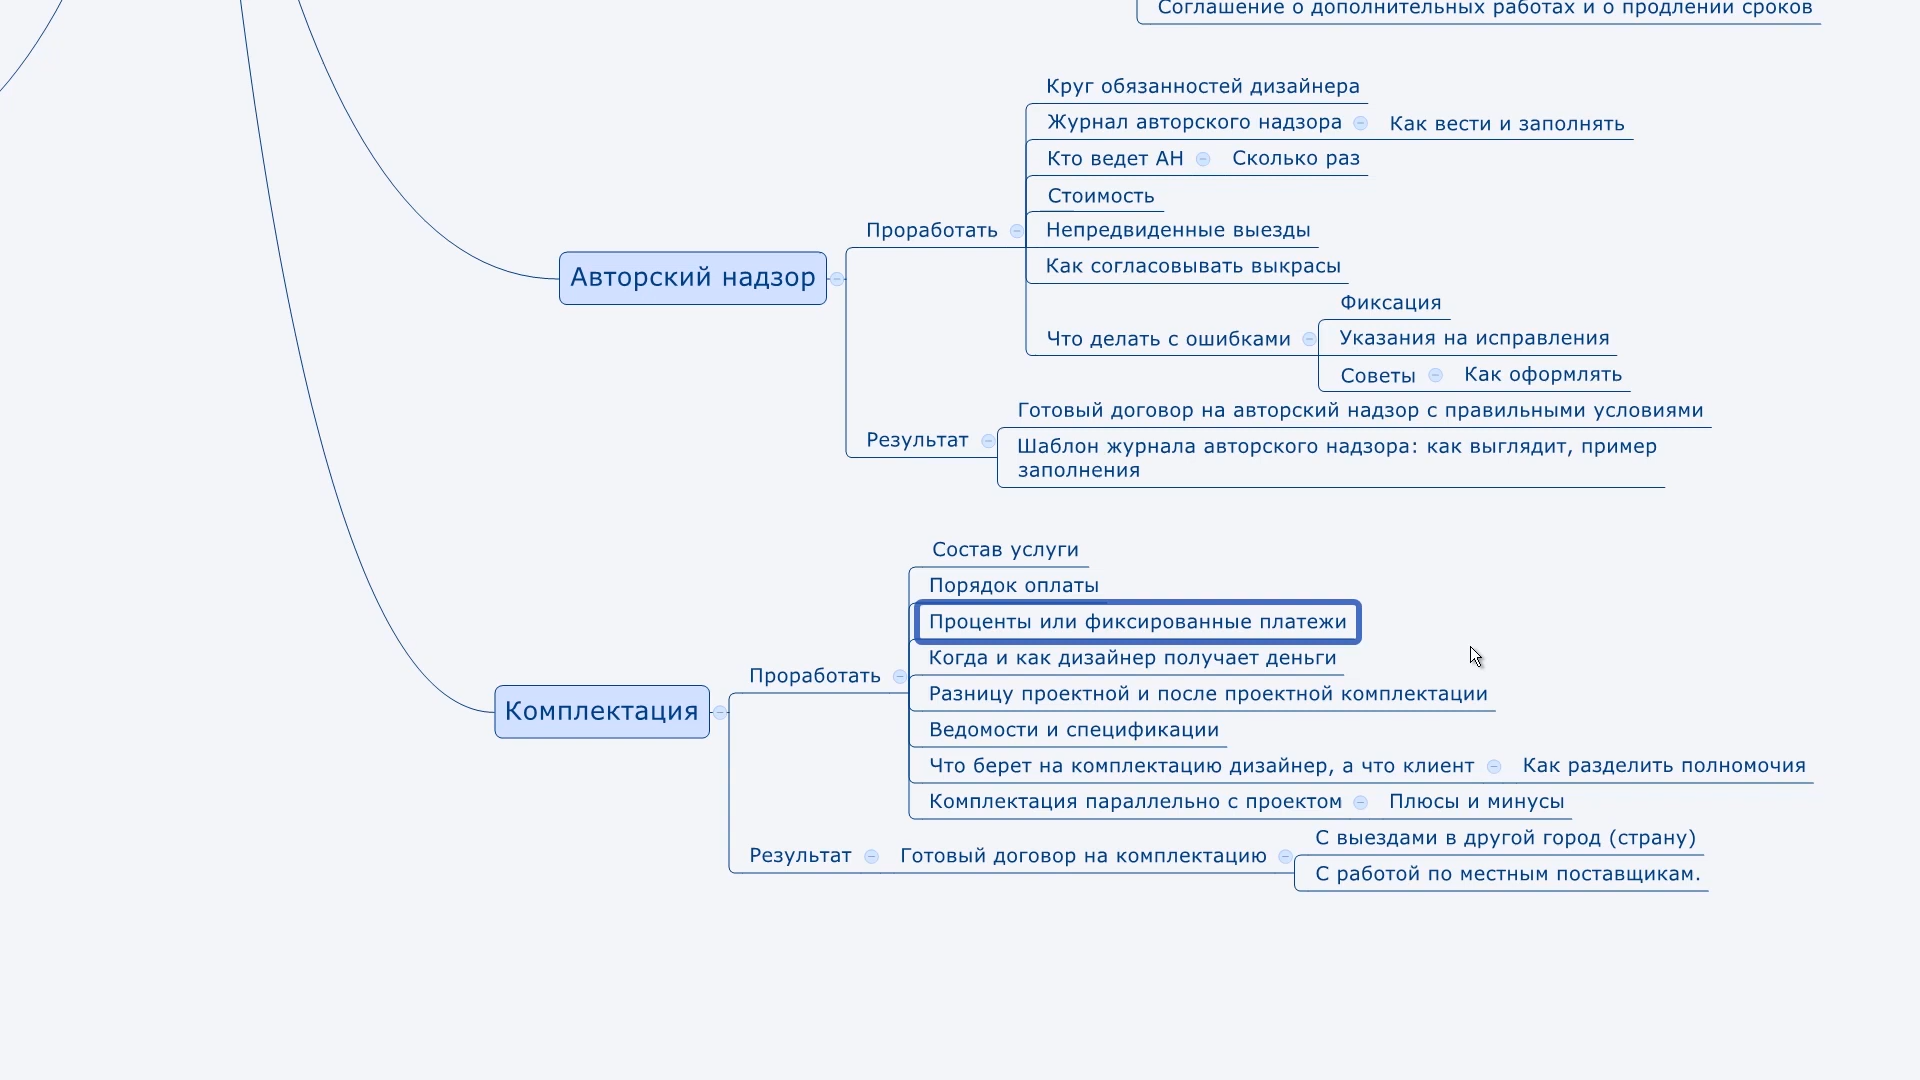 Соглашение о дополнительных работах и о продлении сроков
Круг обязанностей дизайнера
Журнал авторского надзора
Как вести и заполнять
Кто ведет АН
Сколько раз
Стоимость
Проработать
Непредвиденные выезды
Как согласовывать выкрасы
Авторский надзор
Фиксация
Что делать с ошибками
Указания на исправления
Советы
Как оформлять
Готовый договор на авторский надзор с правильными условиями
Результат
Шаблон журнала авторского надзора: как выглядит, пример
заполнения
Состав услуги
Порядок оплаты
Проценты или фиксированные платежи
Когда и как дизайнер получает деньги
Проработать
Разницу проектной и после проектной комплектации
Комплектация
Ведомости и спецификации
Что берет на комплектацию дизайнер, а что клиент
Как разделить полномочия
Комплектация параллельно с проектом
Плюсы и минусы
С выездами в другой город (страну)
Результат
Готовый договор на комплектацию
С работой по местным поставщикам.